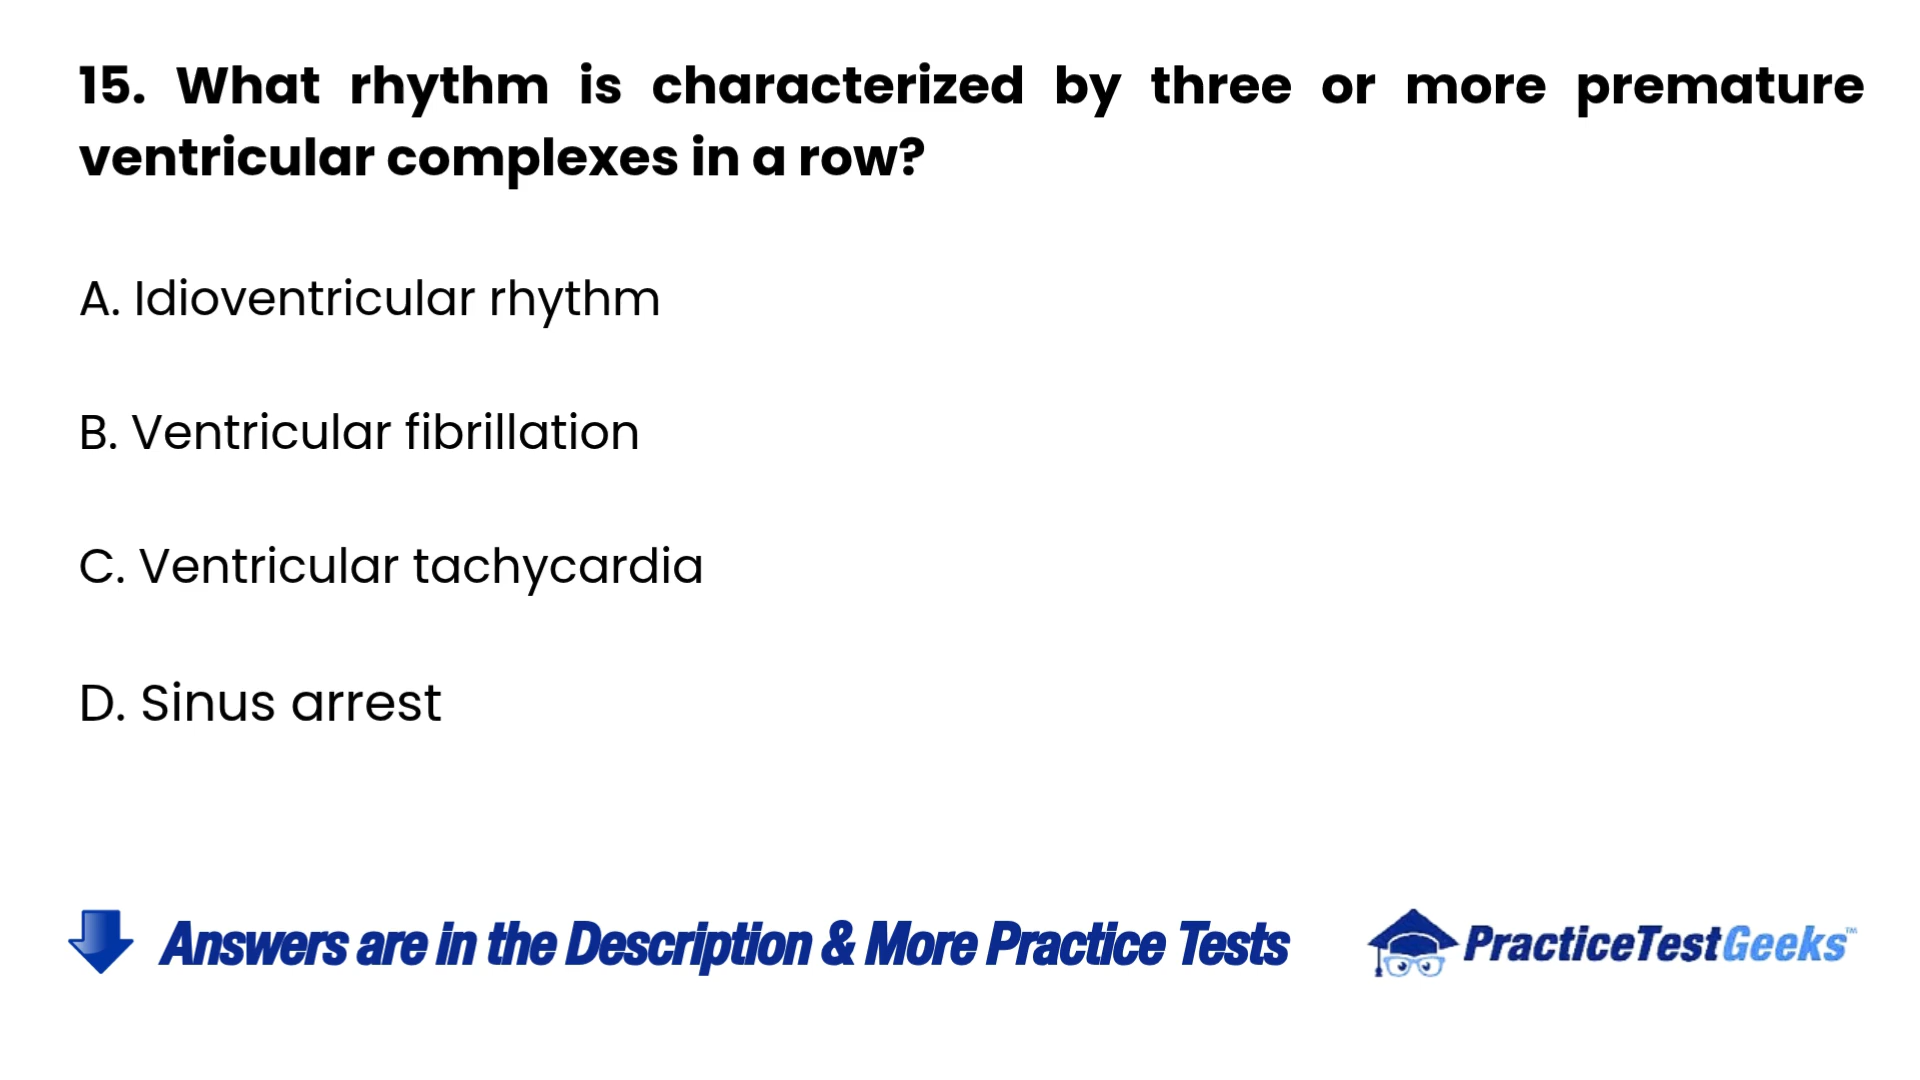 15. What rhythm is characterized by three or more premature
ventricular complexes in a row?
A. Idioventricular rhythm
B. Ventricular fibrillation
C. Ventricular tachycardia
D. Sinus arrest
Answers are in the Description & More Practice Tests
PracticeTestGeeks™